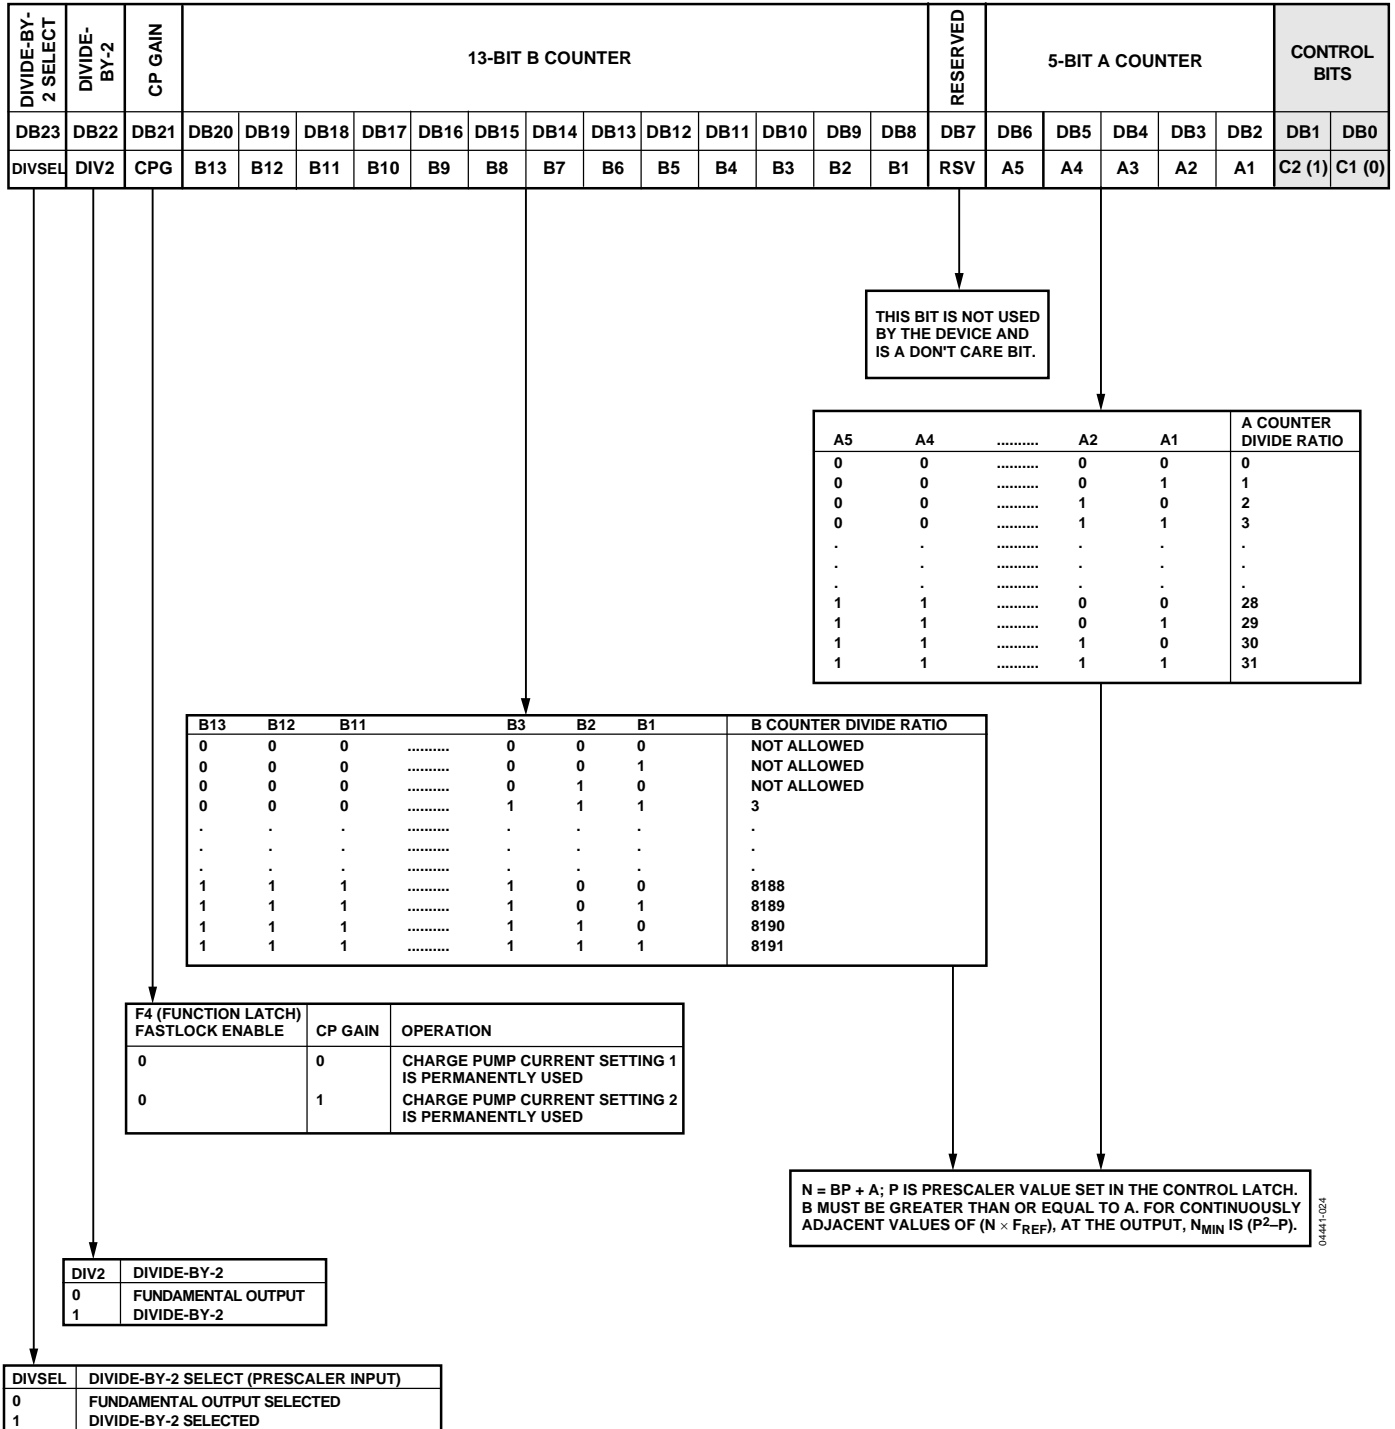 DIVIDE-BY-
2 SELECT
DIVIDE-
BY-2
CP GAIN
13-BIT B COUNTER
RESERVED
5-BIT A COUNTER
CONTROL
BITS
DB23 DB22 DB21 DB20 DB19 DB18 DB17 DB16 DB15 DB14 DB13 DB12 DB11 DB10 DB9 DB8 DB7 DB6 DB5 DB4 DB3 DB2 DB1 DB0
DIVSEL DIV2 CPG B13 B12 B11 B10 B9 B8 B7 B6 B5 B4 B3 B2 B1 RSV A5 A4 A3 A2 A1 C2 (1) C1 (0)
THIS BIT IS NOT USED
BY THE DEVICE AND
IS A DON'T CARE BIT.
A COUNTER
A5 A4 .......... A2 A1 DIVIDE RATIO
0 0 .......... 0 0 0
0 0 .......... 0 1 1
0 0 .......... 1 0 2
0 0 .......... 1 1 3
. . .......... . . .
. . .......... . . .
. . .......... . . .
1 1 .......... 0 0 28
1 1 .......... 0 1 29
1 1 .......... 1 0 30
1 1 .......... 1 1 31
B13 B12 B11 B3 B2 B1 B COUNTER DIVIDE RATIO
0 0 0 .......... 0 0 0 NOT ALLOWED
0 0 0 .......... 0 0 1 NOT ALLOWED
0 0 0 .......... 0 1 0 NOT ALLOWED
0 0 0 .......... 1 1 1 3
. . . .......... . . . .
. . . .......... . . . .
. . . .......... . . . .
1 1 1 .......... 1 0 0 8188
1 1 1 .......... 1 0 1 8189
1 1 1 .......... 1 1 0 8190
1 1 1 .......... 1 1 1 8191
F4 (FUNCTION LATCH)
FASTLOCK ENABLE CP GAIN OPERATION
0 0 CHARGE PUMP CURRENT SETTING 1
IS PERMANENTLY USED
0 1 CHARGE PUMP CURRENT SETTING 2
IS PERMANENTLY USED
N = BP + A; P IS PRESCALER VALUE SET IN THE CONTROL LATCH.
B MUST BE GREATER THAN OR EQUAL TO A. FOR CONTINUOUSLY
ADJACENT VALUES OF (N × FREF), AT THE OUTPUT, NMIN IS (P²–P).
04441-024
DIV2 DIVIDE-BY-2
0 FUNDAMENTAL OUTPUT
1 DIVIDE-BY-2
DIVSEL DIVIDE-BY-2 SELECT (PRESCALER INPUT)
0 FUNDAMENTAL OUTPUT SELECTED
1 DIVIDE-BY-2 SELECTED